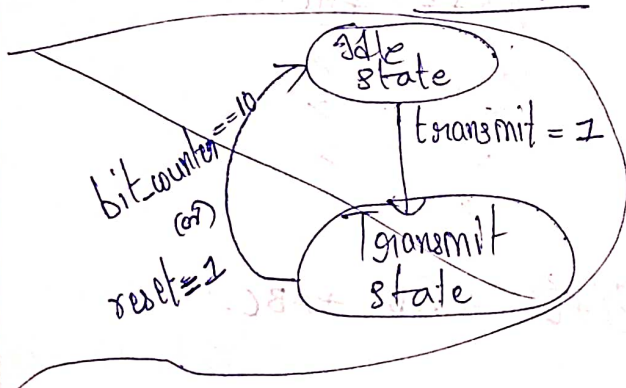 Idle
state
transmit = 1
bit_counter==10
(or)
reset=1
Transmit
state